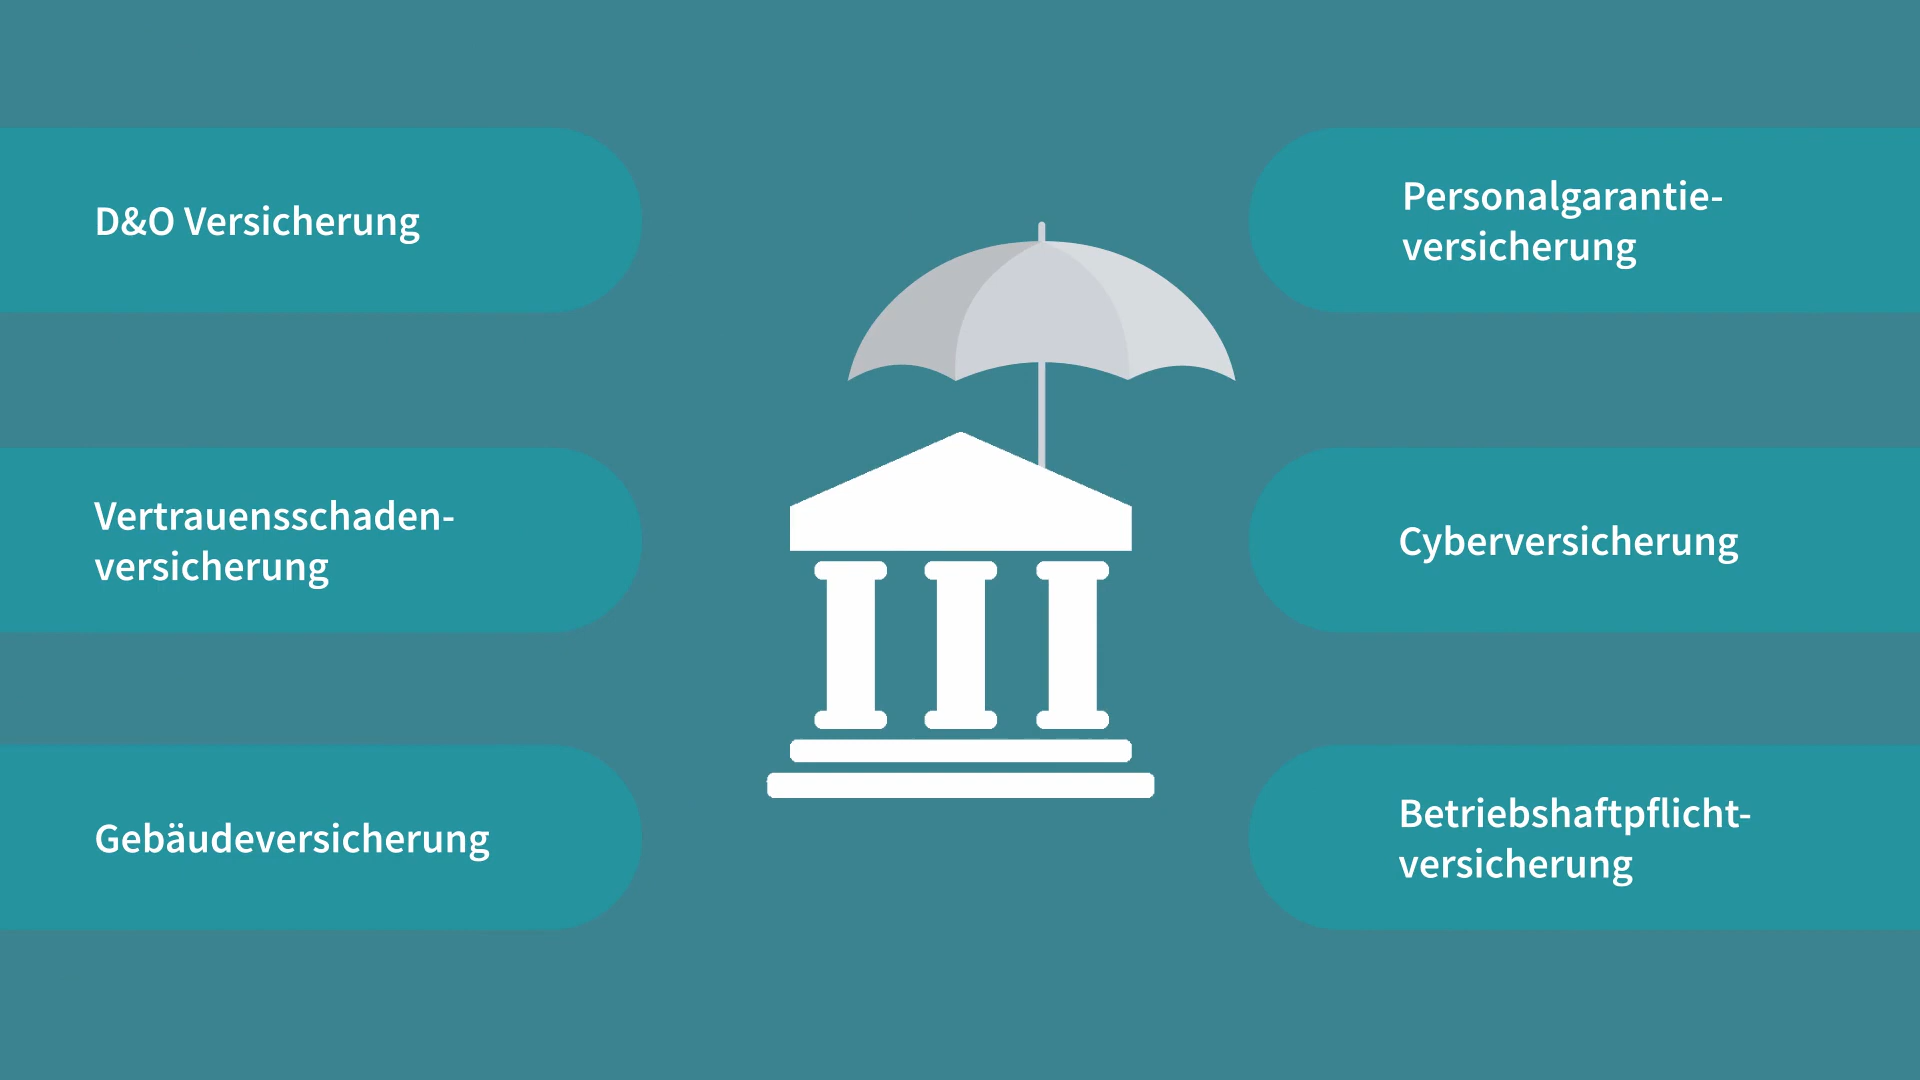 D&O Versicherung
Vertrauensschaden-
versicherung
Gebäudeversicherung
Personalgarantie-
versicherung
Cyberversicherung
Betriebshaftpflicht-
versicherung